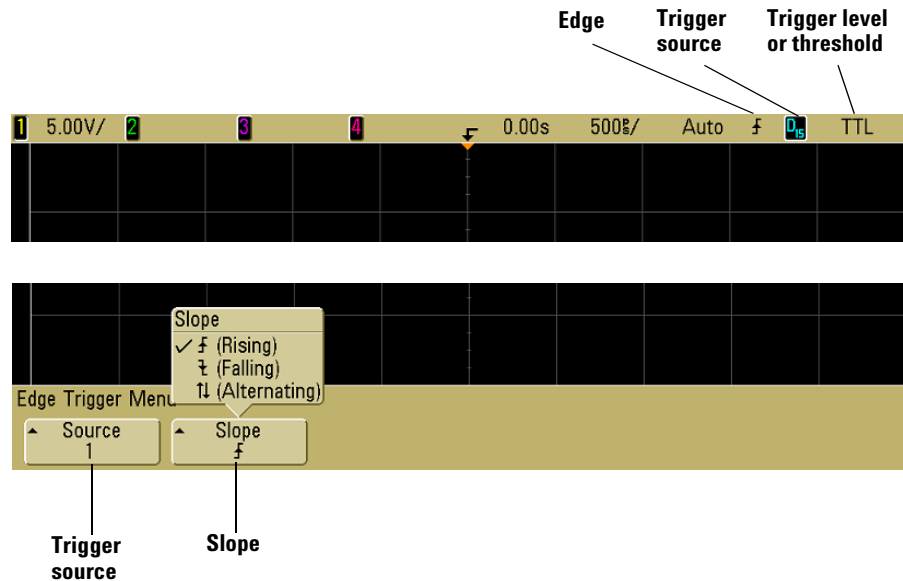 Edge Trigger source Trigger level or threshold
1 5.00V/ 2 3 4 0.00s 500㎱/ Auto D15 TTL
Slope
✓ (Rising)
(Falling)
↑↓ (Alternating)
Edge Trigger Menu
Source Slope
1
Trigger source Slope